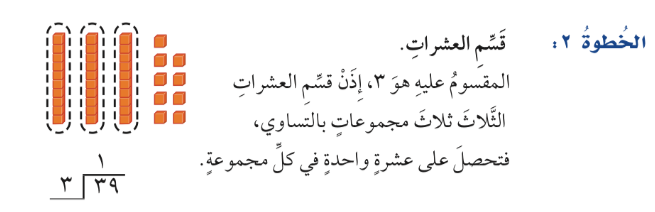 الخُطوةُ ٢ : قَسِّمِ العشراتِ.
المقسومُ عليهِ هوَ ٣، إِذَنْ قسِّمِ العشراتِ
الثَّلاثَ ثلاثَ مجموعاتٍ بالتساوي،
فتحصلَ على عشرةٍ واحدةٍ في كلِّ مجموعةٍ.
١
٣ ٣٩